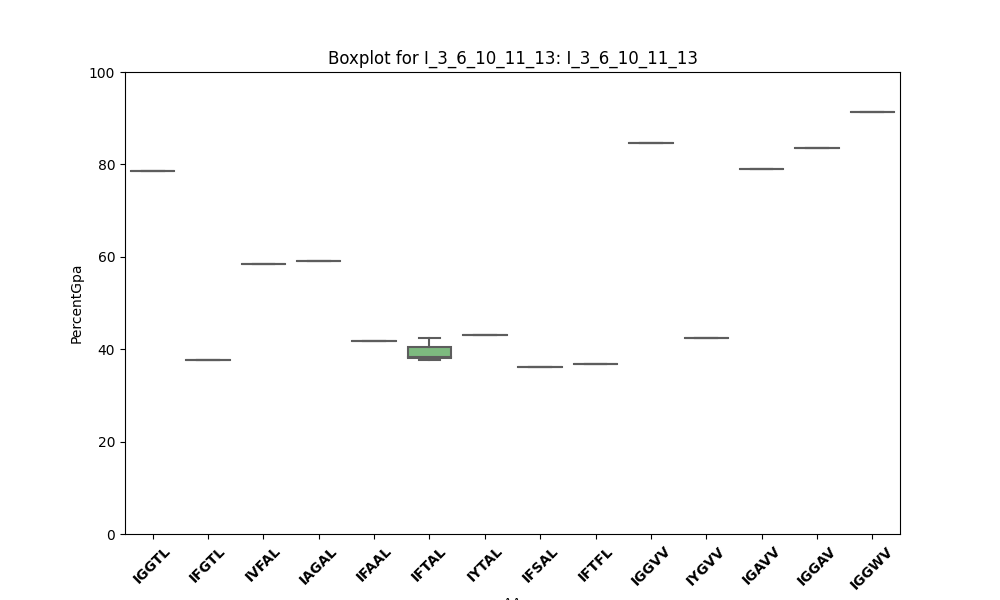 Boxplot for I_3_6_10_11_13: I_3_6_10_11_13
100
80
60
40
20
0
PercentGpa
IGGTL
IFGTL
IVFAL
IAGAL
IFAAL
IFTAL
IYTAL
IFSAL
IFTFL
IGGVV
IYGVV
IGAVV
IGGAV
IGGWV